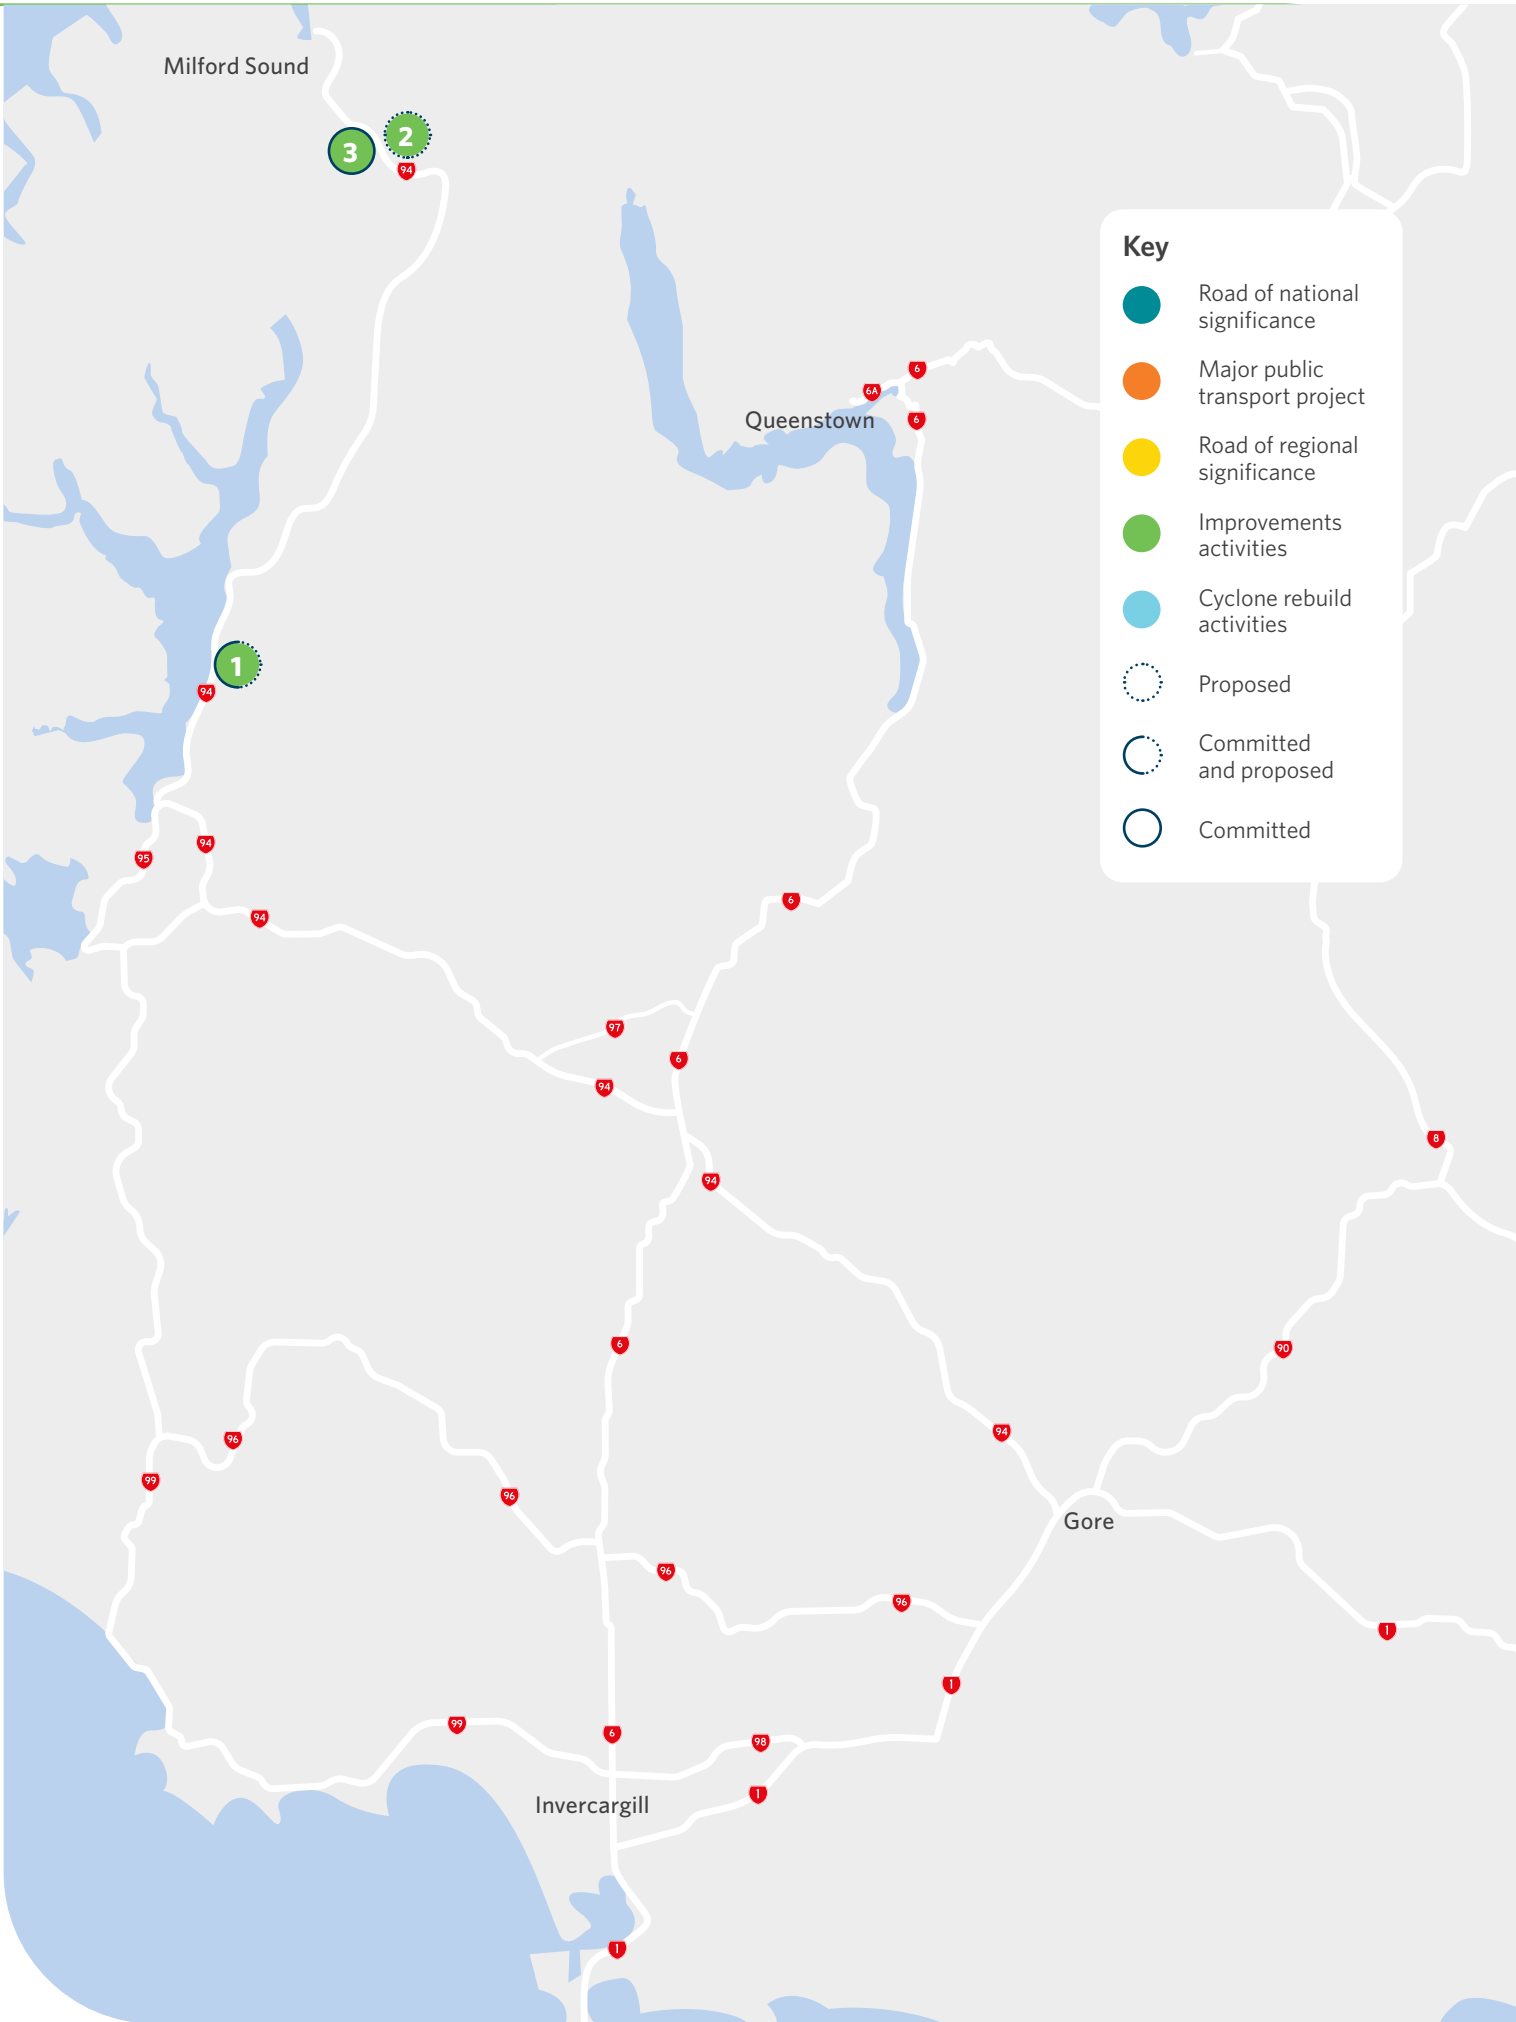 Milford Sound
2
3
94
Key
Road of national
significance
Major public
transport project
Road of regional
significance
Improvements
activities
Cyclone rebuild
activities
Proposed
Committed
and proposed
Committed
6
6A
Queenstown
6
1
94
94
95
6
94
97
6
94
8
94
6
90
94
96
99
96
Gore
96
96
1
1
99
6
98
1
Invercargill
1